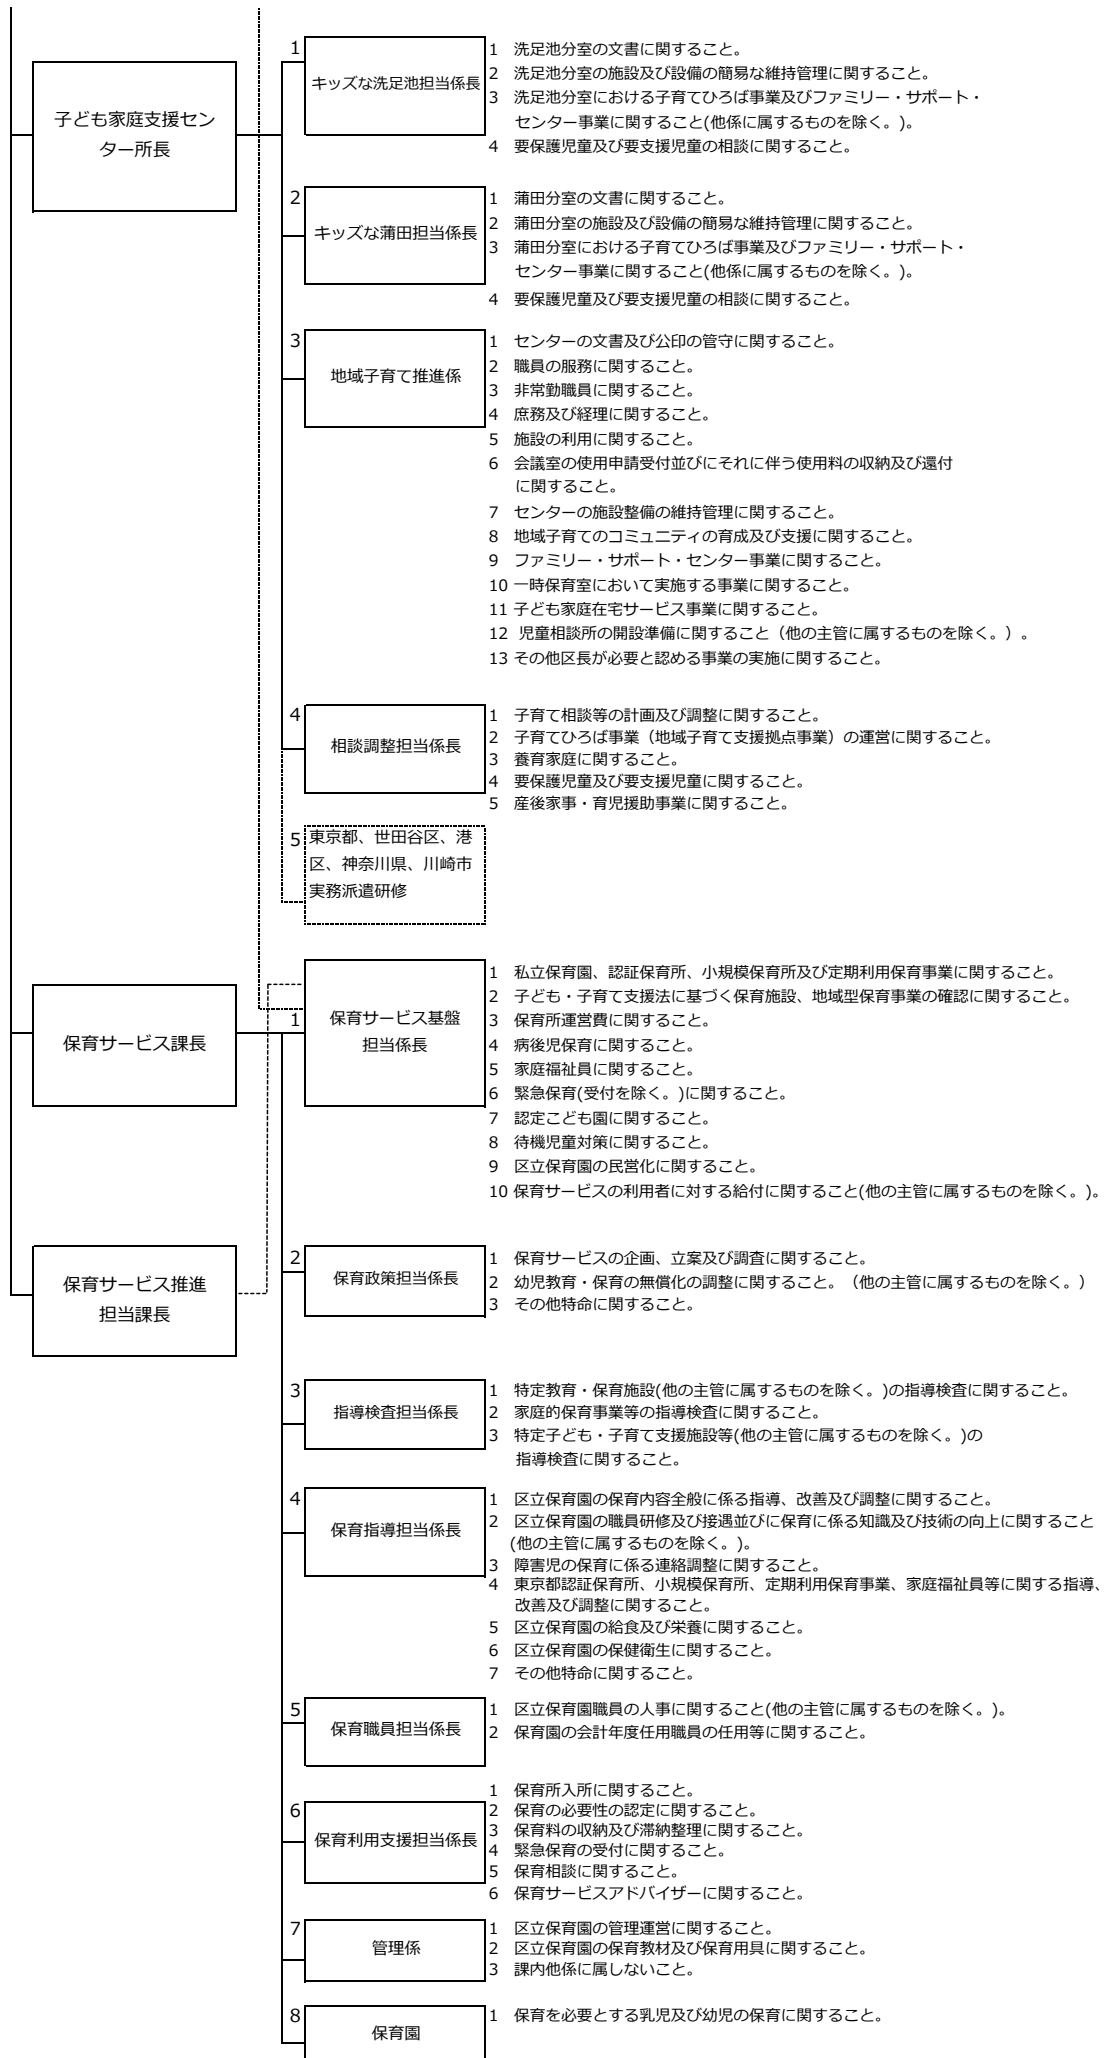 子ども家庭支援セン
ター所長
1
キッズな洗足池担当係長
1 洗足池分室の文書に関すること。
2 洗足池分室の施設及び設備の簡易な維持管理に関すること。
3 洗足池分室における子育てひろば事業及びファミリー・サポート・
センター事業に関すること(他係に属するものを除く。)。
4 要保護児童及び要支援児童の相談に関すること。
2
キッズな蒲田担当係長
1 蒲田分室の文書に関すること。
2 蒲田分室の施設及び設備の簡易な維持管理に関すること。
3 蒲田分室における子育てひろば事業及びファミリー・サポート・
センター事業に関すること(他係に属するものを除く。)。
4 要保護児童及び要支援児童の相談に関すること。
3
地域子育て推進係
1 センターの文書及び公印の管守に関すること。
2 職員の服務に関すること。
3 非常勤職員に関すること。
4 庶務及び経理に関すること。
5 施設の利用に関すること。
6 会議室の使用申請受付並びにそれに伴う使用料の収納及び還付
に関すること。
7 センターの施設整備の維持管理に関すること。
8 地域子育てのコミュニティの育成及び支援に関すること。
9 ファミリー・サポート・センター事業に関すること。
10 一時保育室において実施する事業に関すること。
11 子ども家庭在宅サービス事業に関すること。
12 児童相談所の開設準備に関すること（他の主管に属するものを除く。）。
13 その他区長が必要と認める事業の実施に関すること。
4
相談調整担当係長
1 子育て相談等の計画及び調整に関すること。
2 子育てひろば事業（地域子育て支援拠点事業）の運営に関すること。
3 養育家庭に関すること。
4 要保護児童及び要支援児童に関すること。
5 産後家事・育児援助事業に関すること。
5
東京都、世田谷区、港
区、神奈川県、川崎市
実務派遣研修
保育サービス課長
1
保育サービス基盤
担当係長
1 私立保育園、認証保育所、小規模保育所及び定期利用保育事業に関すること。
2 子ども・子育て支援法に基づく保育施設、地域型保育事業の確認に関すること。
3 保育所運営費に関すること。
4 病後児保育に関すること。
5 家庭福祉員に関すること。
6 緊急保育(受付を除く。)に関すること。
7 認定こども園に関すること。
8 待機児童対策に関すること。
9 区立保育園の民営化に関すること。
10 保育サービスの利用者に対する給付に関すること(他の主管に属するものを除く。)。
保育サービス推進
担当課長
2
保育政策担当係長
1 保育サービスの企画、立案及び調査に関すること。
2 幼児教育・保育の無償化の調整に関すること。（他の主管に属するものを除く。）
3 その他特命に関すること。
3
指導検査担当係長
1 特定教育・保育施設(他の主管に属するものを除く。)の指導検査に関すること。
2 家庭的保育事業等の指導検査に関すること。
3 特定子ども・子育て支援施設等(他の主管に属するものを除く。)の
指導検査に関すること。
4
保育指導担当係長
1 区立保育園の保育内容全般に係る指導、改善及び調整に関すること。
2 区立保育園の職員研修及び接遇並びに保育に係る知識及び技術の向上に関すること
(他の主管に属するものを除く。)。
3 障害児の保育に係る連絡調整に関すること。
4 東京都認証保育所、小規模保育所、定期利用保育事業、家庭福祉員等に関する指導、
改善及び調整に関すること。
5 区立保育園の給食及び栄養に関すること。
6 区立保育園の保健衛生に関すること。
7 その他特命に関すること。
5
保育職員担当係長
1 区立保育園職員の人事に関すること(他の主管に属するものを除く。)。
2 保育園の会計年度任用職員の任用等に関すること。
6
保育利用支援担当係長
1 保育所入所に関すること。
2 保育の必要性の認定に関すること。
3 保育料の収納及び滞納整理に関すること。
4 緊急保育の受付に関すること。
5 保育相談に関すること。
6 保育サービスアドバイザーに関すること。
7
管理係
1 区立保育園の管理運営に関すること。
2 区立保育園の保育教材及び保育用具に関すること。
3 課内他係に属しないこと。
8
保育園
1 保育を必要とする乳児及び幼児の保育に関すること。